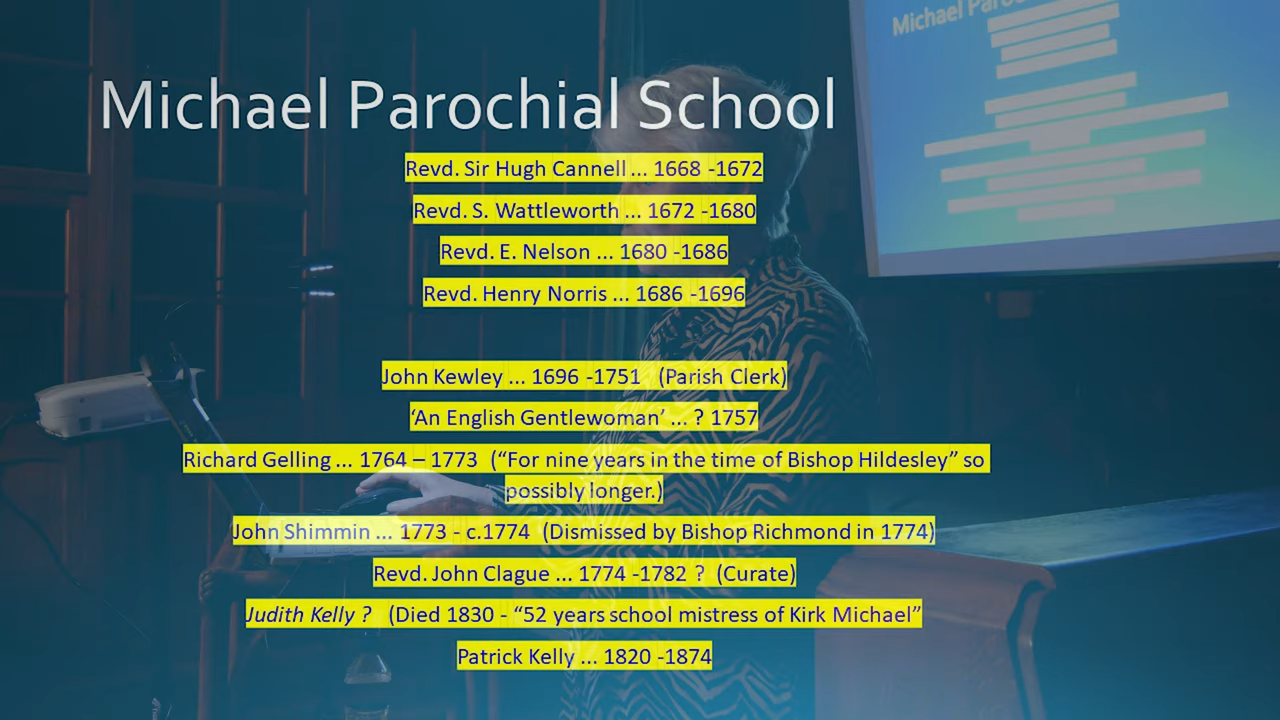 Michael Paroc
Michael Parochial School
Revd. Sir Hugh Cannell ... 1668 -1672
Revd. S. Wattleworth ... 1672 -1680
Revd. E. Nelson ... 1680 -1686
Revd. Henry Norris ... 1686 -1696
John Kewley ... 1696 -1751 (Parish Clerk)
‘An English Gentlewoman’ ... ? 1757
Richard Gelling ... 1764 – 1773 (“For nine years in the time of Bishop Hildesley” so
possibly longer.)
John Shimmin ... 1773 - c.1774 (Dismissed by Bishop Richmond in 1774)
Revd. John Clague ... 1774 -1782 ? (Curate)
Judith Kelly ? (Died 1830 - “52 years school mistress of Kirk Michael”
Patrick Kelly ... 1820 -1874